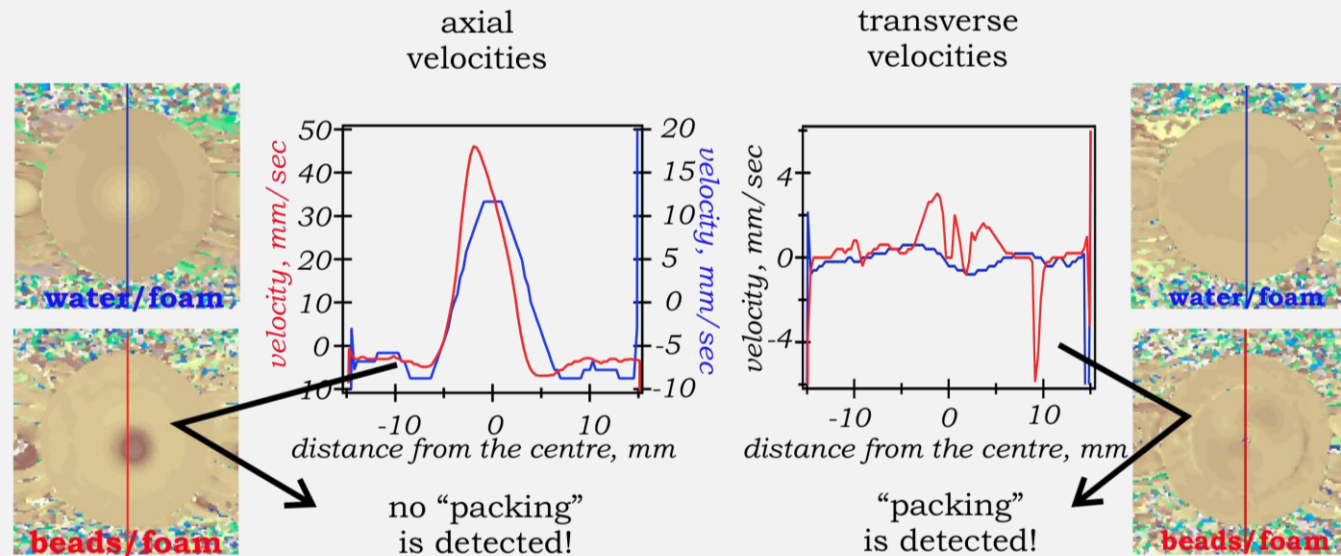 axial
velocities
transverse
velocities
water/foam
beads/foam
velocity, mm/sec
50
40
30
20
10
0
10
20
15
10
5
0
-5
-10
velocity, mm/sec
-10 0 10
distance from the centre, mm
no “packing”
is detected!
velocity, mm/sec
4
0
-4
-10 0 10
distance from the centre, mm
“packing”
is detected!
water/foam
beads/foam